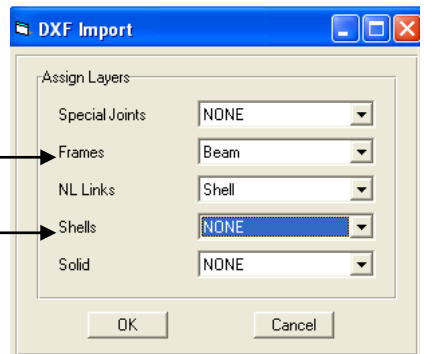 DXF Import
Assign Layers
Special Joints NONE
Frames Beam
NL Links Shell
Shells NONE
Solid NONE
OK Cancel